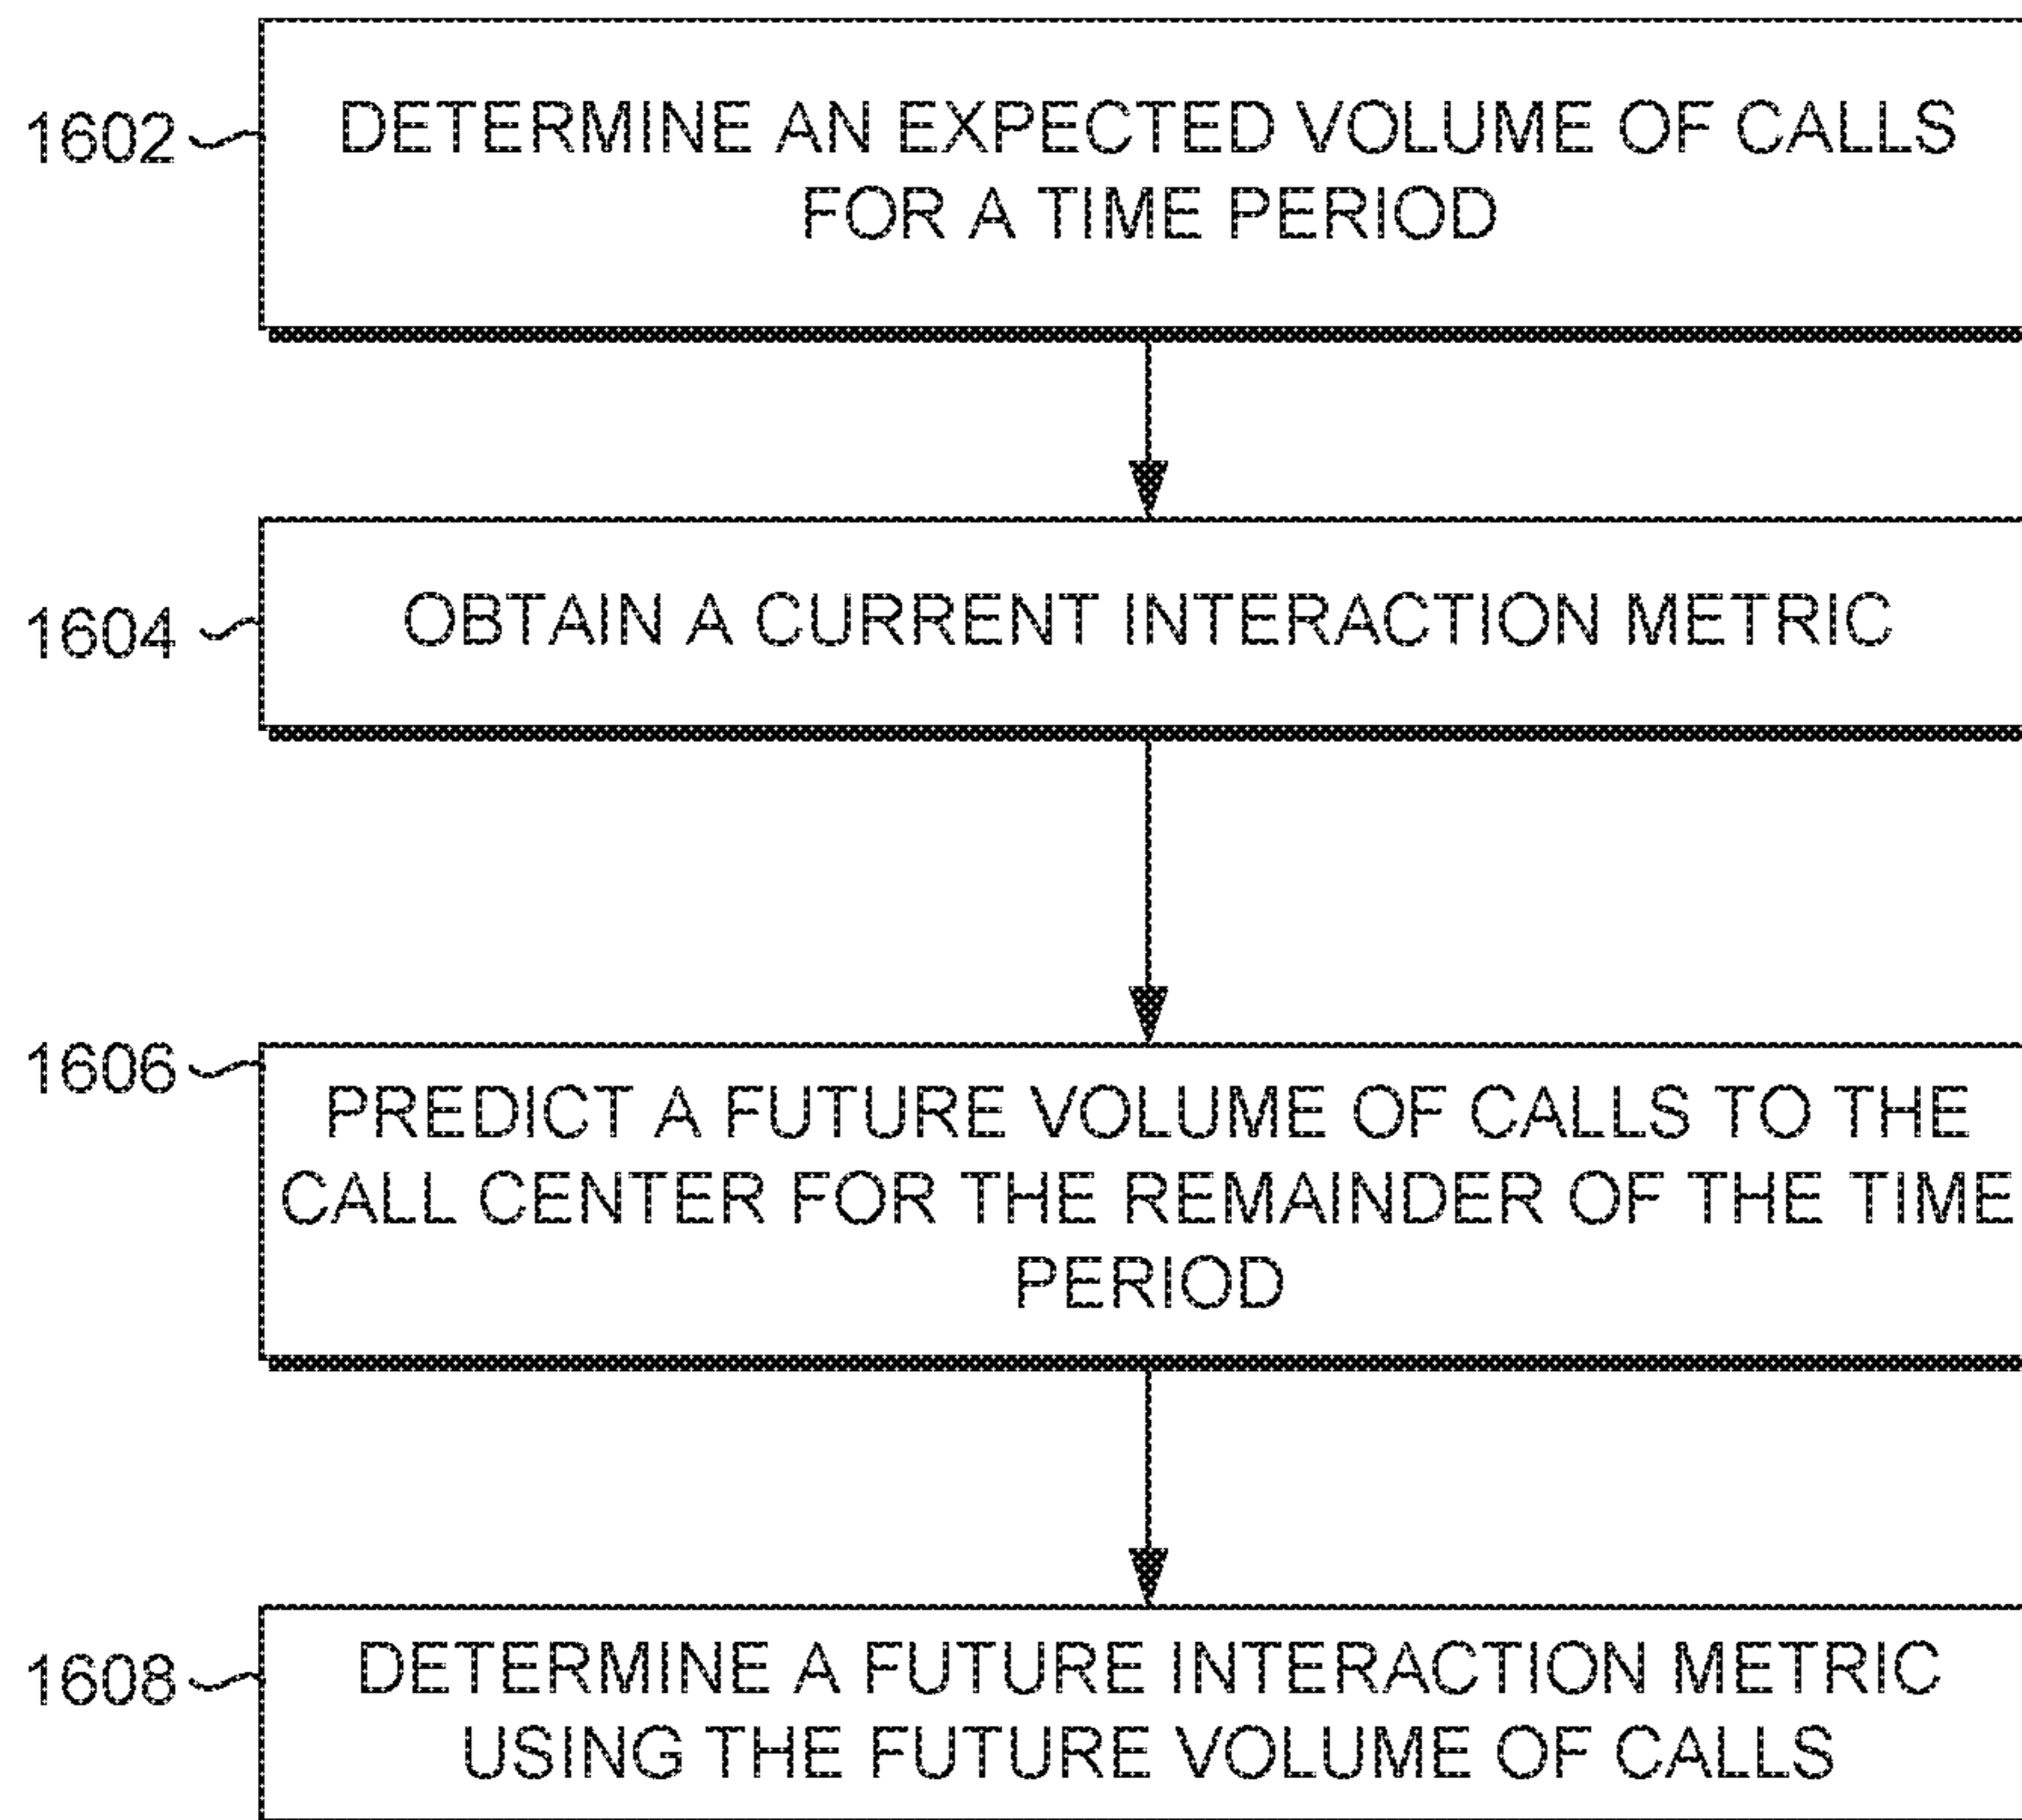 1602
DETERMINE AN EXPECTED VOLUME OF CALLS
FOR A TIME PERIOD
1604
OBTAIN A CURRENT INTERACTION METRIC
1606
PREDICT A FUTURE VOLUME OF CALLS TO THE
CALL CENTER FOR THE REMAINDER OF THE TIME
PERIOD
1608
DETERMINE A FUTURE INTERACTION METRIC
USING THE FUTURE VOLUME OF CALLS